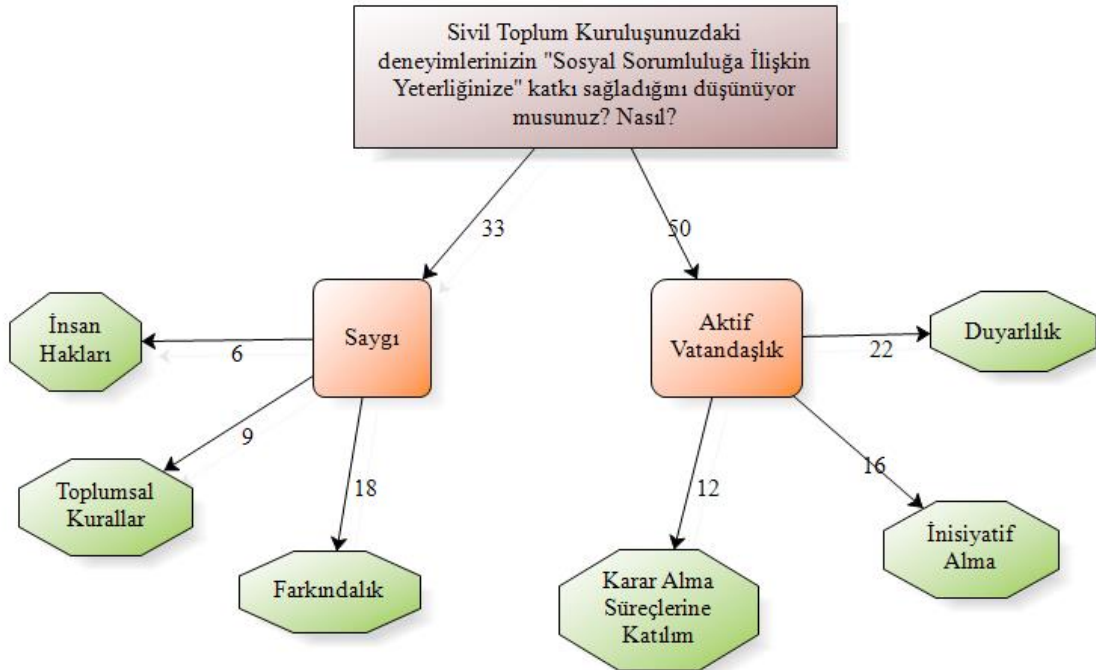 Sivil Toplum Kuruluşunuzdaki
deneyimlerinizin "Sosyal Sorumluluğa İlişkin
Yeterliğinize" katkı sağladığını düşünüyor
musunuz? Nasıl?
33
50
İnsan
Hakları
6
Saygı
Aktif
Vatandaşlık
22
Duyarlılık
9
Toplumsal
Kurallar
18
Farkındalık
12
Karar Alma
Süreçlerine
Katılım
16
İnisiyatif
Alma